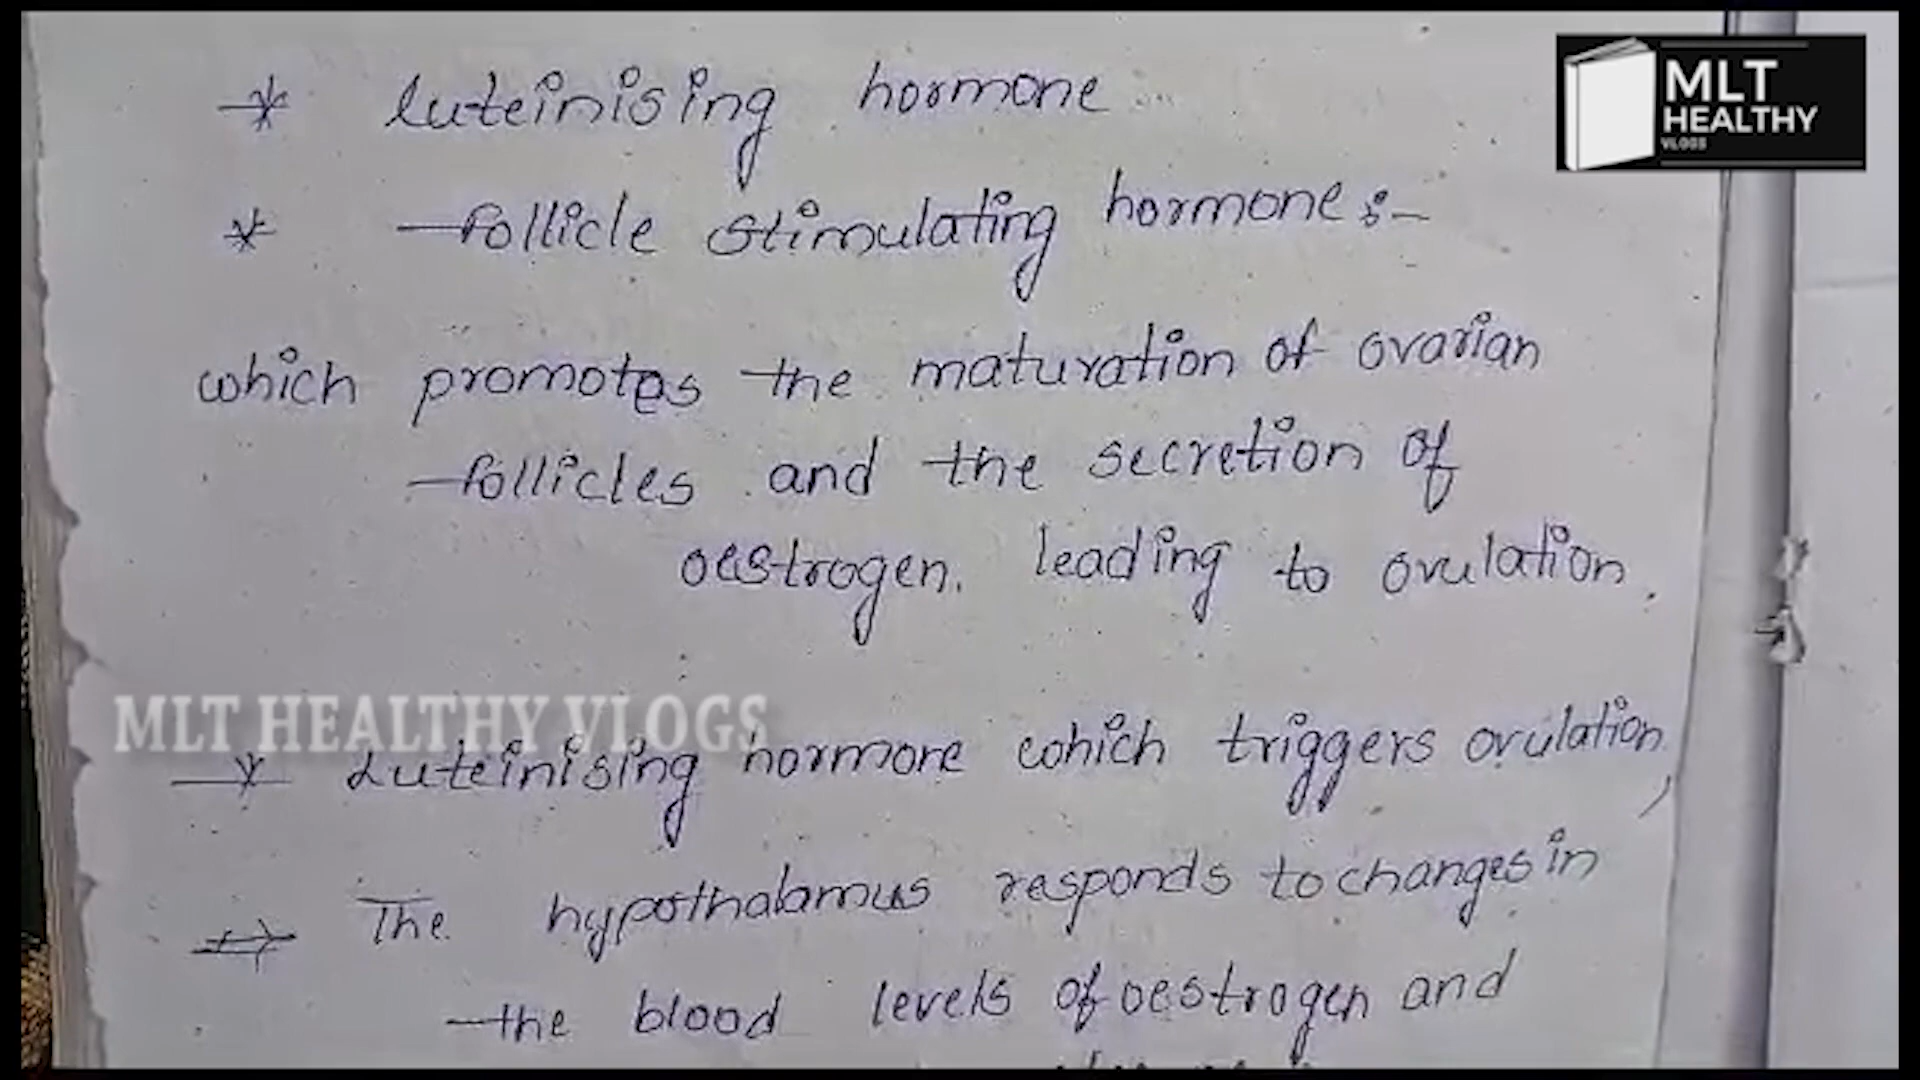 * luteinising hormone
MLT
HEALTHY
VLOGS
* follicle stimulating hormone :-
which promotes the maturation of ovarian
follicles and the secretion of
oestrogen. leading to ovulation.
MLT HEALTHY VLOGS
* Luteinising hormore which triggers ovulation,
⇒ The hypothalamus responds to changes in
the blood levels of oestrogen and